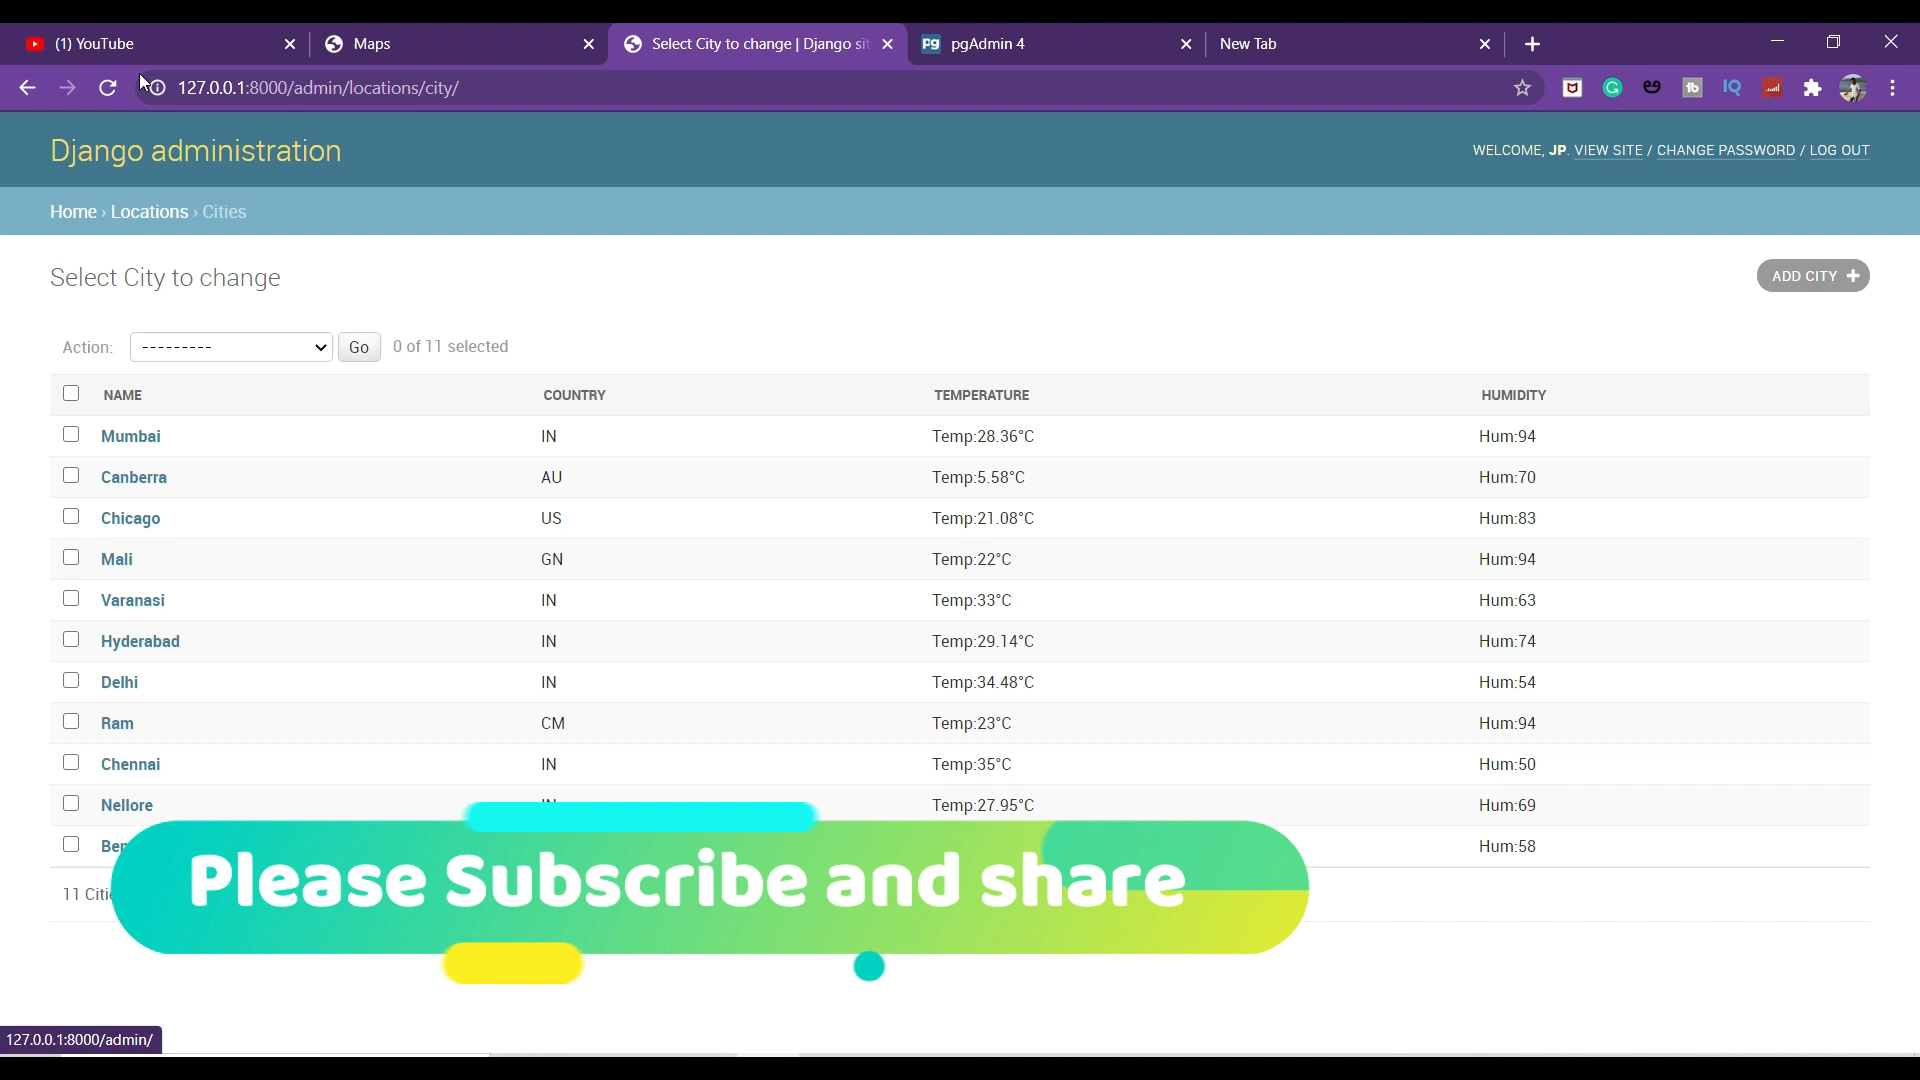 (1) YouTube
Maps
Select City to change | Django sit
pgAdmin 4
New Tab
127.0.0.1:8000/admin/locations/city/
Django administration
WELCOME, JP. VIEW SITE / CHANGE PASSWORD / LOG OUT
Home › Locations › Cities
Select City to change
ADD CITY +
Action: --------- Go 0 of 11 selected
NAME COUNTRY TEMPERATURE HUMIDITY
Mumbai IN Temp:28.36°C Hum:94
Canberra AU Temp:5.58°C Hum:70
Chicago US Temp:21.08°C Hum:83
Mali GN Temp:22°C Hum:94
Varanasi IN Temp:33°C Hum:63
Hyderabad IN Temp:29.14°C Hum:74
Delhi IN Temp:34.48°C Hum:54
Ram CM Temp:23°C Hum:94
Chennai IN Temp:35°C Hum:50
Nellore Temp:27.95°C Hum:69
Hum:58
11
Please Subscribe and share
127.0.0.1:8000/admin/